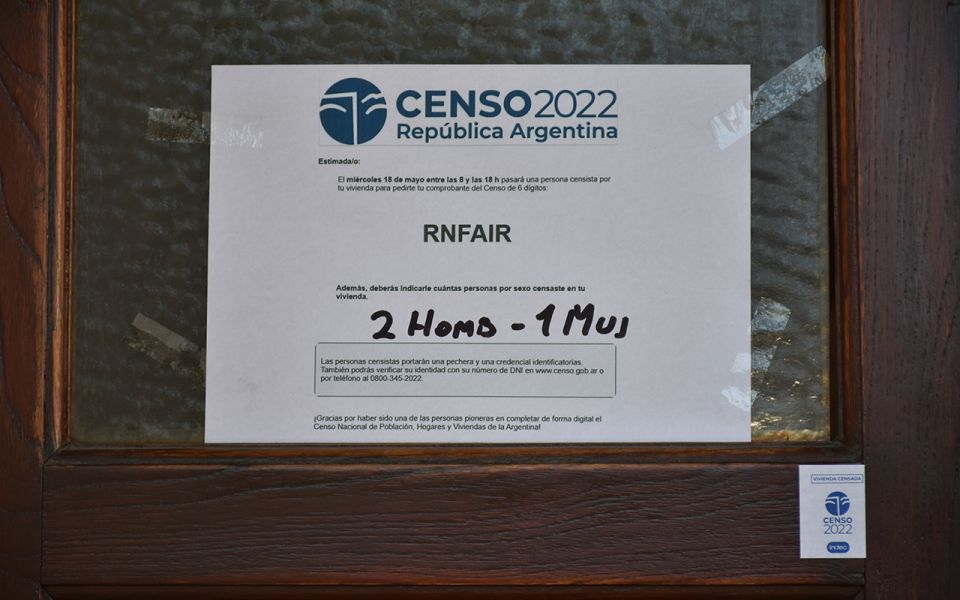 CENSO2022
República Argentina
Estimada/o:
El miércoles 18 de mayo entre las 8 y las 18 h pasará una persona censista por
tu vivienda para pedirte tu comprobante del Censo de 6 dígitos:
RNFAIR
Además, deberás indicarle cuántas personas por sexo censaste en tu
vivienda.
2 HOMB - 1 MUJ
Las personas censistas portarán una pechera y una credencial identificatorias.
También podrás verificar su identidad con su número de DNI en www.censo.gob.ar o
por teléfono al 0800-345-2022.
¡Gracias por haber sido una de las personas pioneras en completar de forma digital el
Censo Nacional de Población, Hogares y Viviendas de la Argentina!
VIVIENDA CENSADA
CENSO
2022
indec